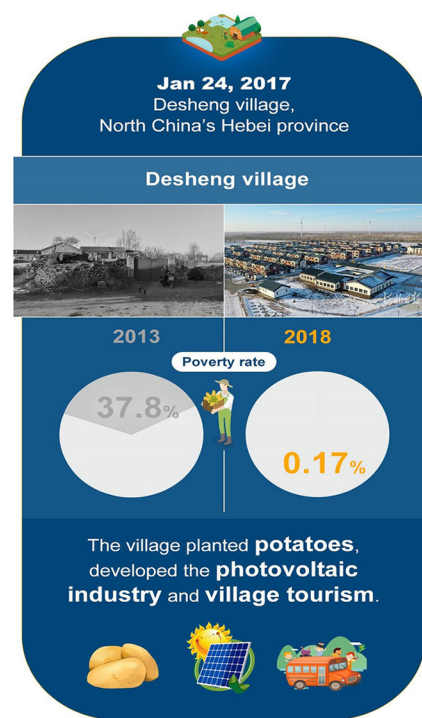 Jan 24, 2017
Desheng village,
North China's Hebei province
Desheng village
2013
2018
Poverty rate
37.8%
0.17%
The village planted potatoes,
developed the photovoltaic
industry and village tourism.